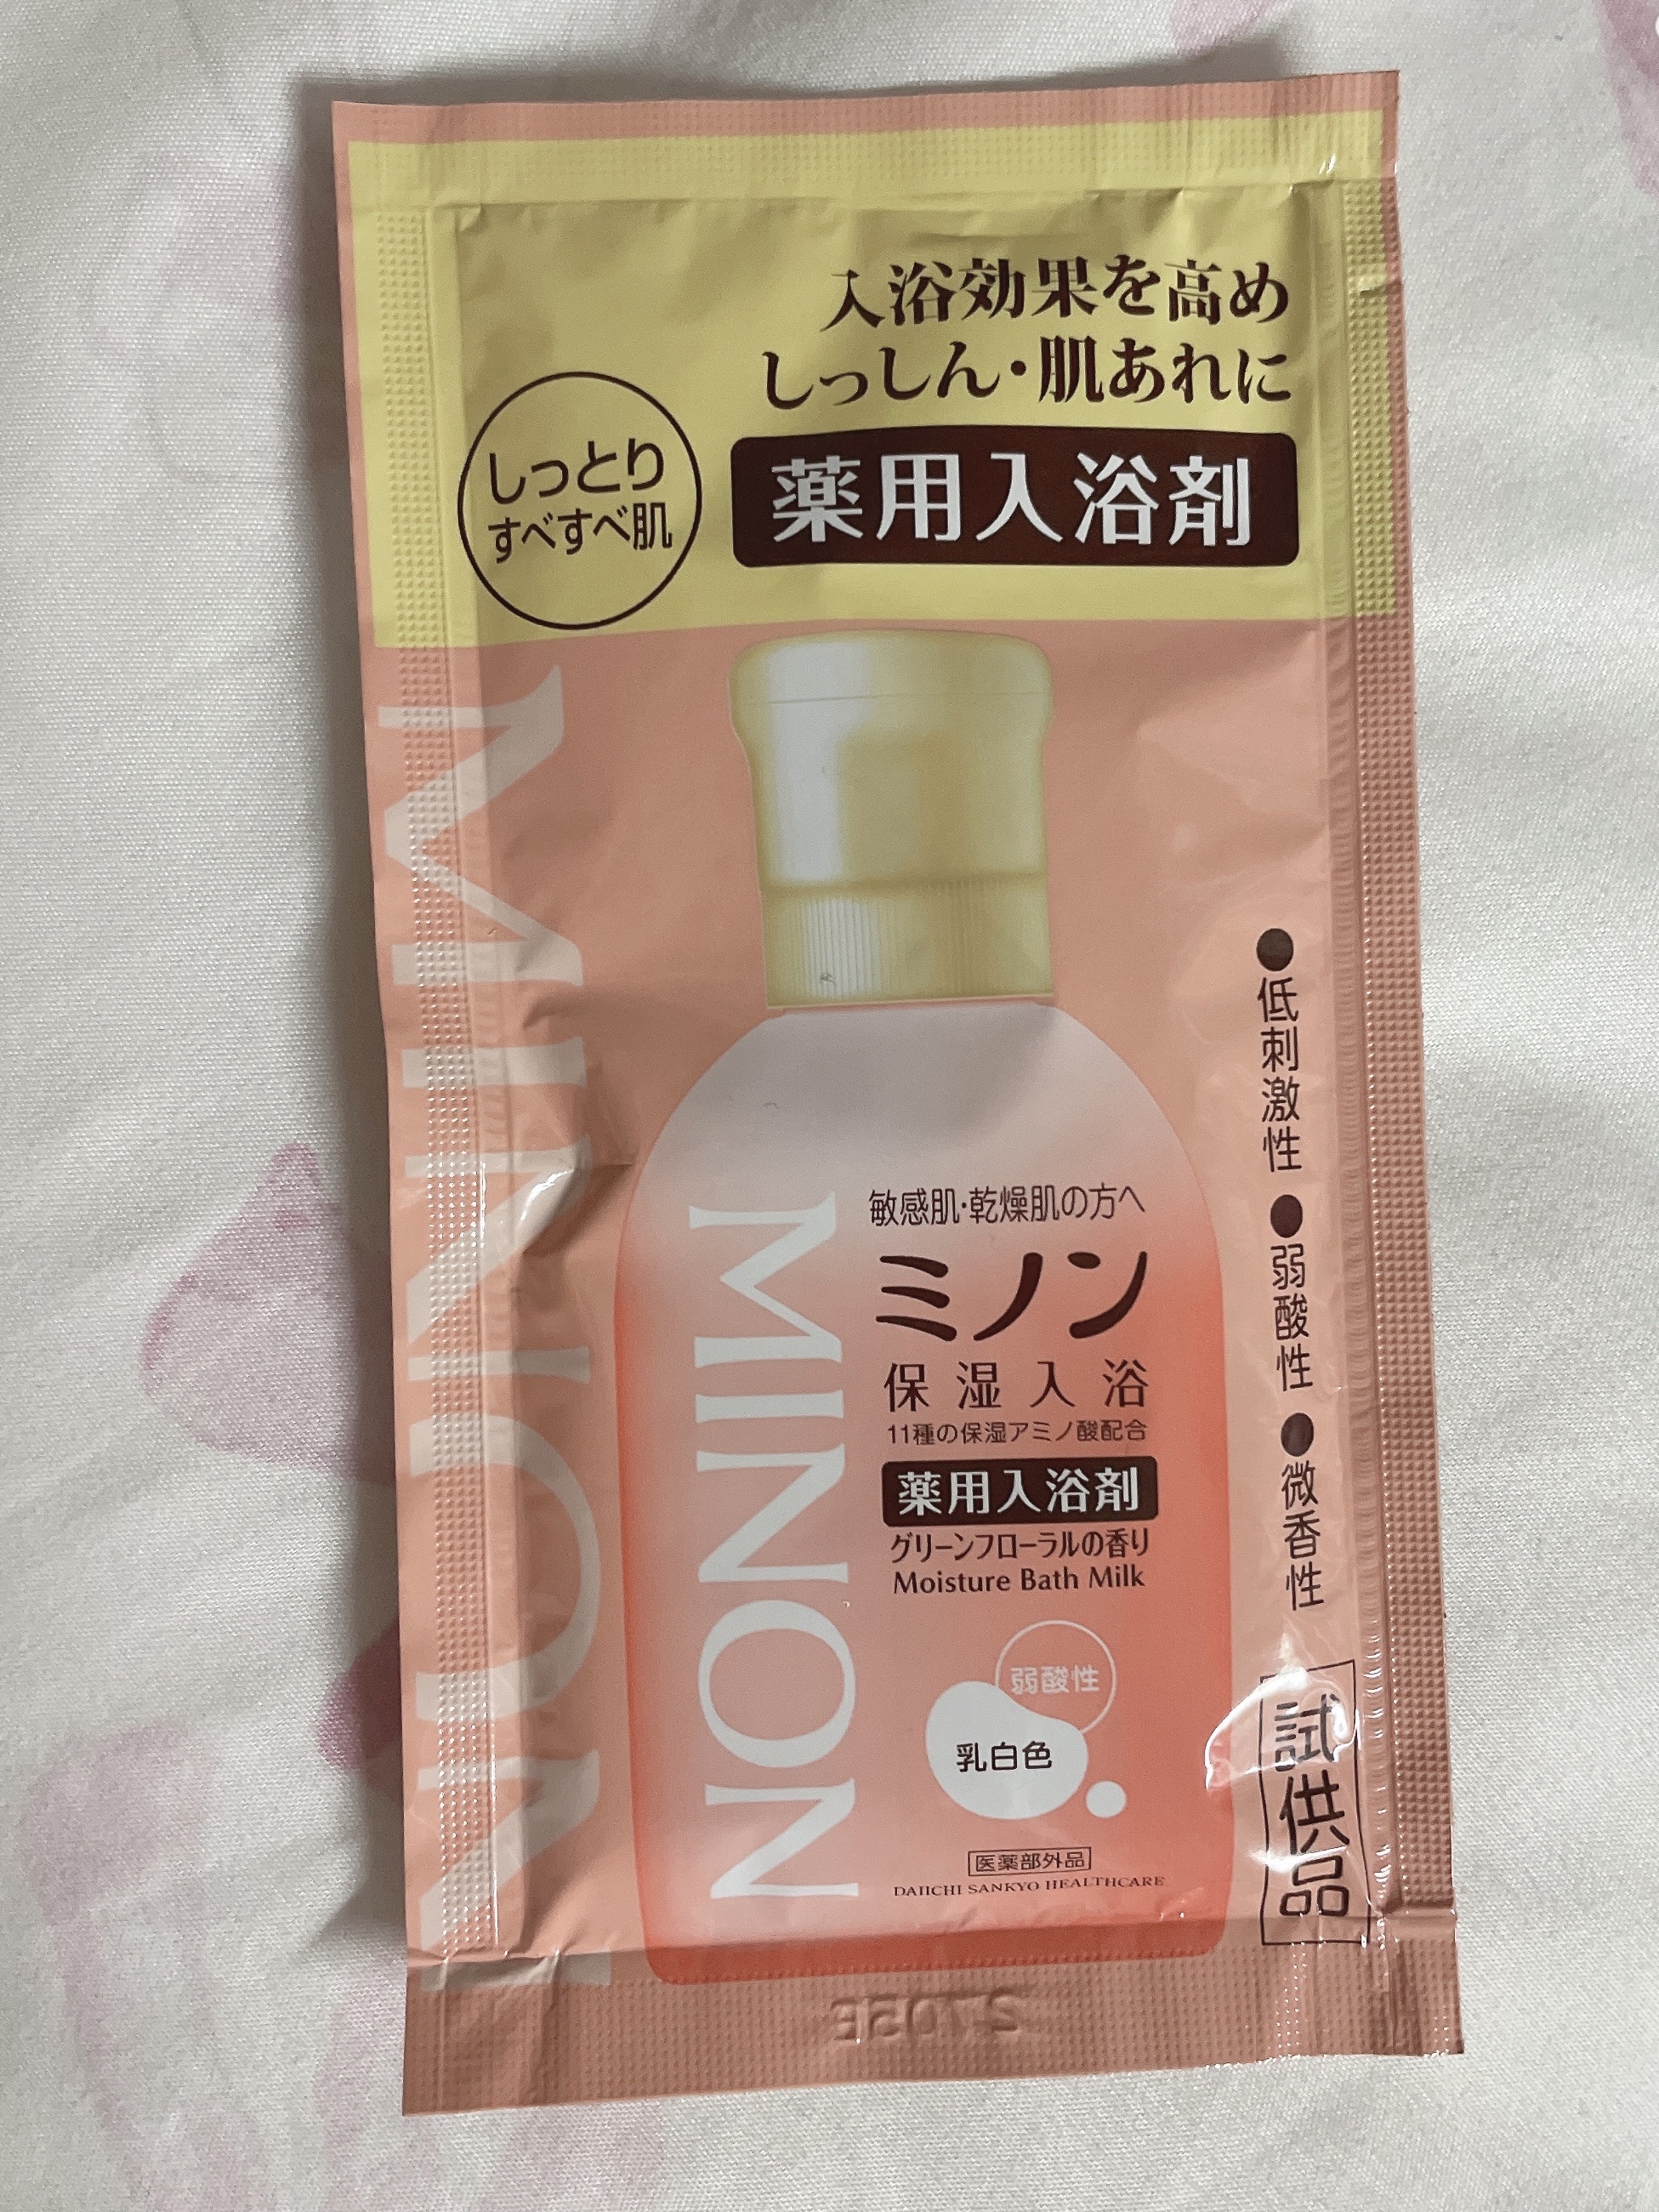 入浴効果を高め
しっしん・肌あれに
薬用入浴剤
しっとり
すべすべ肌
MINON
MINON
敏感肌・乾燥肌の方へ
ミノン
保湿入浴
11種の保湿アミノ酸配合
薬用入浴剤
グリーンフローラルの香り
Moisture Bath Milk
弱酸性
乳白色
医薬部外品
DAIICHI SANKYO HEALTHCARE
●低刺激性 ●弱酸性 ●微香性
試供品